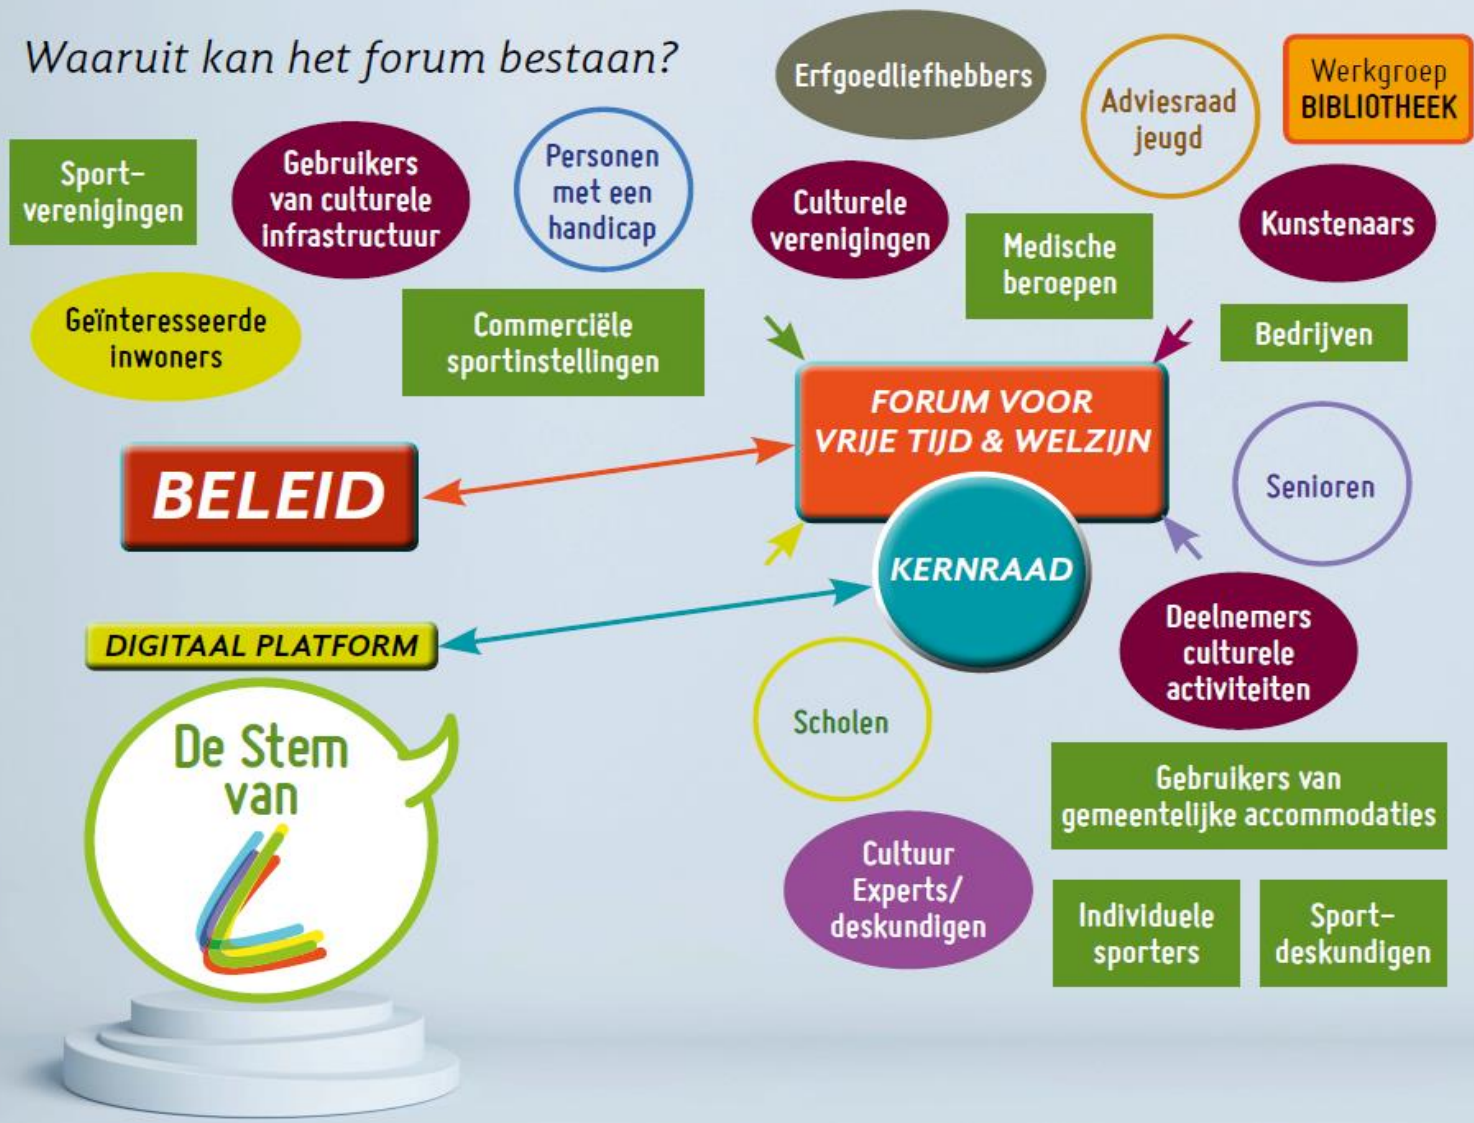 Waaruit kan het forum bestaan?
Erfgoedliefhebbers
Adviesraad
jeugd
Werkgroep
BIBLIOTHEEK
Sport-
verenigingen
Gebruikers
van culturele
infrastructuur
Personen
met een
handicap
Culturele
verenigingen
Medische
beroepen
Kunstenaars
Geïnteresseerde
inwoners
Commerciële
sportinstellingen
Bedrijven
FORUM VOOR
VRIJE TIJD & WELZIJN
BELEID
Senioren
KERNRAAD
DIGITAAL PLATFORM
Deelnemers
culturele
activiteiten
De Stem
van
Scholen
Gebruikers van
gemeentelijke accommodaties
Cultuur
Experts/
deskundigen
Individuele
sporters
Sport-
deskundigen